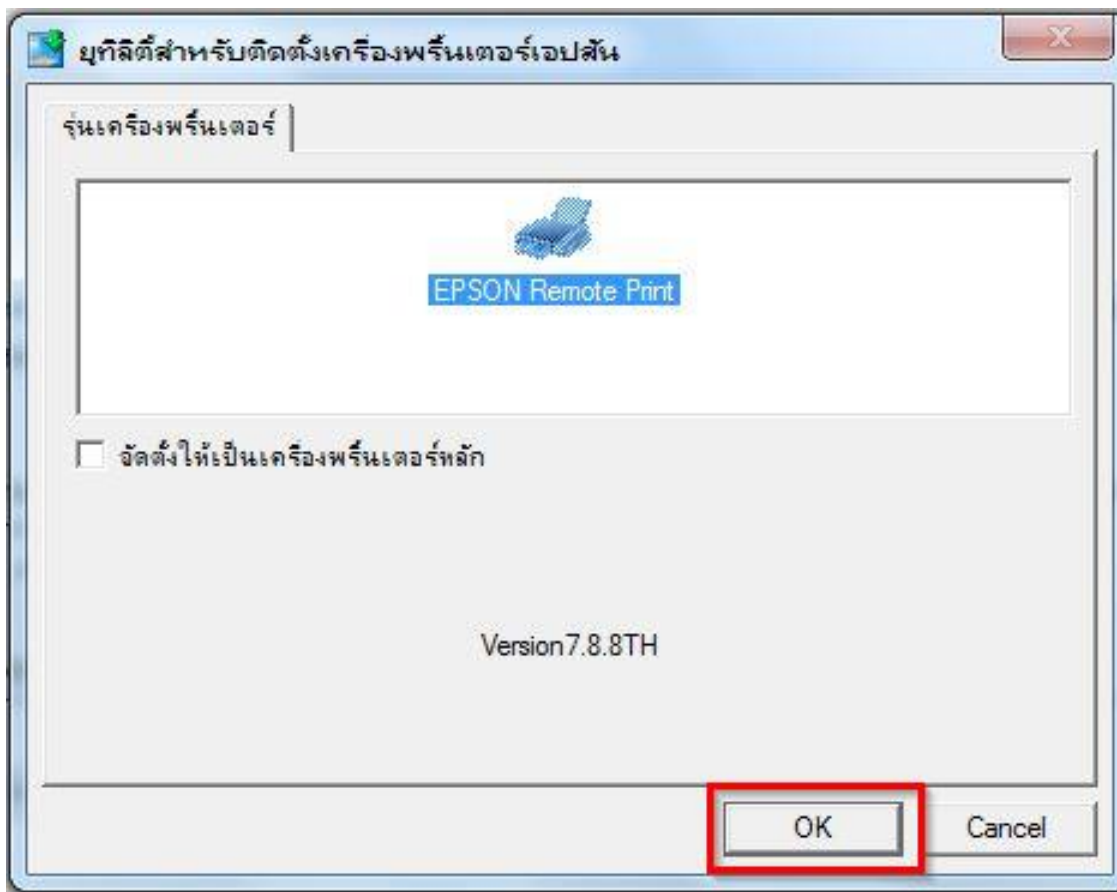 ยูทิลิตี้สำหรับติดตั้งเครื่องพริ้นเตอร์เอปสัน
รุ่นเครื่องพริ้นเตอร์
EPSON Remote Print
จัดตั้งให้เป็นเครื่องพริ้นเตอร์หลัก
Version7.8.8TH
OK
Cancel